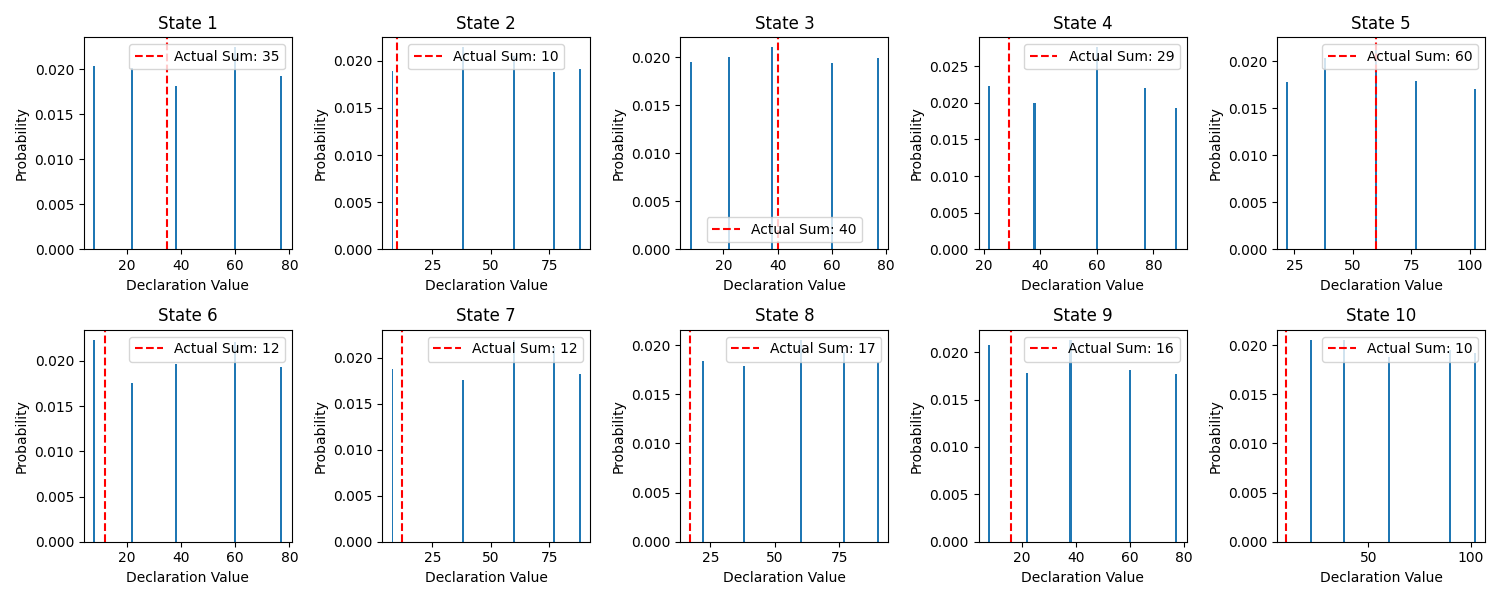 State 1
Actual Sum: 35
0.020
0.015
0.010
0.005
0.000
Probability
20 40 60 80
Declaration Value
State 2
Actual Sum: 10
0.020
0.015
0.010
0.005
0.000
Probability
25 50 75
Declaration Value
State 3
0.020
0.015
0.010
0.005
0.000
Probability
Actual Sum: 40
20 40 60 80
Declaration Value
State 4
Actual Sum: 29
0.025
0.020
0.015
0.010
0.005
0.000
Probability
20 40 60 80
Declaration Value
State 5
Actual Sum: 60
0.020
0.015
0.010
0.005
0.000
Probability
25 50 75 100
Declaration Value
State 6
Actual Sum: 12
0.020
0.015
0.010
0.005
0.000
Probability
20 40 60 80
Declaration Value
State 7
Actual Sum: 12
0.020
0.015
0.010
0.005
0.000
Probability
25 50 75
Declaration Value
State 8
Actual Sum: 17
0.020
0.015
0.010
0.005
0.000
Probability
25 50 75
Declaration Value
State 9
Actual Sum: 16
0.020
0.015
0.010
0.005
0.000
Probability
20 40 60 80
Declaration Value
State 10
Actual Sum: 10
0.020
0.015
0.010
0.005
0.000
Probability
50 100
Declaration Value